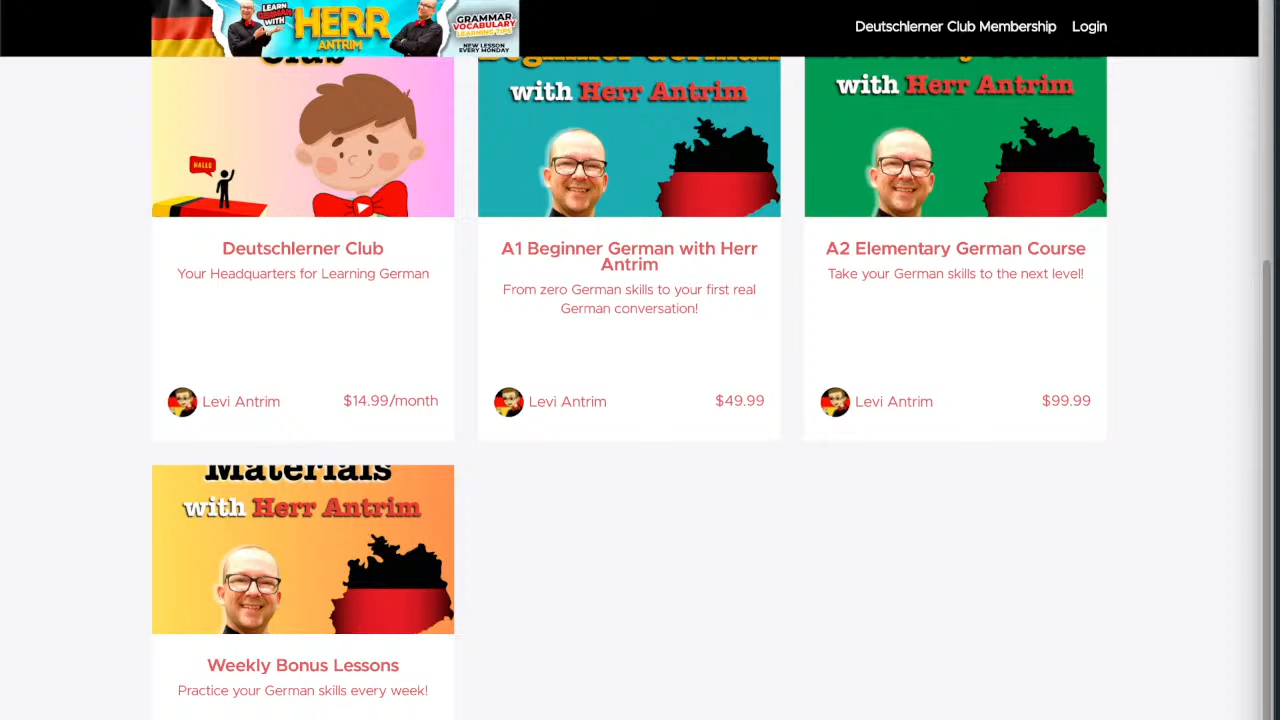 LEARN
GERMAN
WITH
HERR
ANTRIM
GRAMMAR
VOCABULARY
LEARNING TIPS
NEW LESSON
EVERY MONDAY
Deutschlerner Club Membership
Login
Club
HALLO
Beginner German
with Herr Antrim
with Herr Antrim
Deutschlerner Club
Your Headquarters for Learning German
Levi Antrim
$14.99/month
A1 Beginner German with Herr
Antrim
From zero German skills to your first real
German conversation!
Levi Antrim
$49.99
A2 Elementary German Course
Take your German skills to the next level!
Levi Antrim
$99.99
Materials
with Herr Antrim
Weekly Bonus Lessons
Practice your German skills every week!